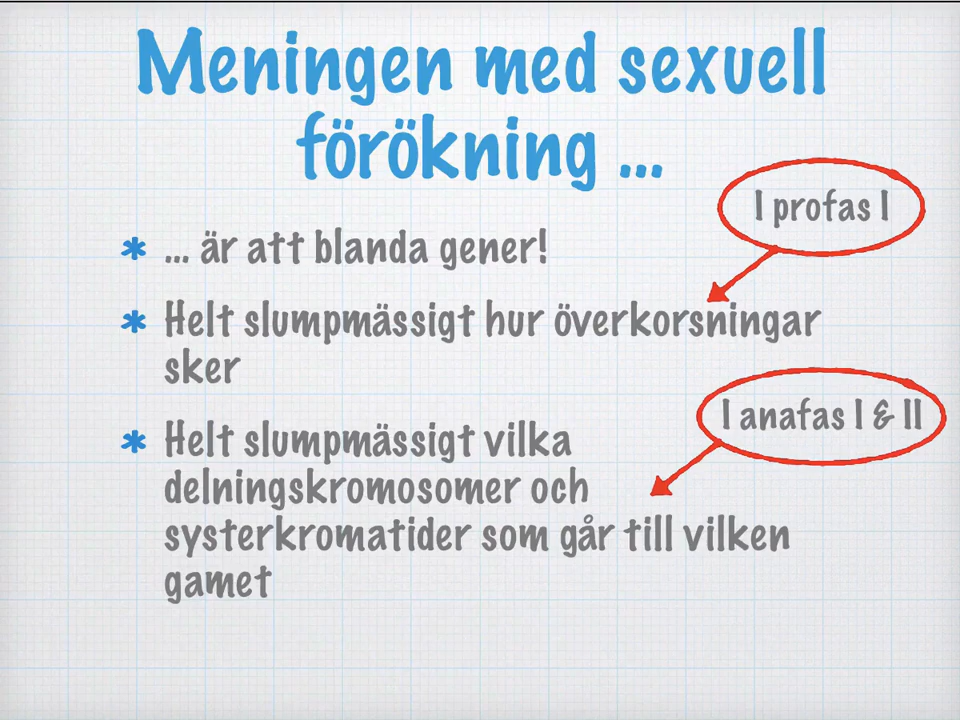 Meningen med sexuell
förökning ...
I profas I
... är att blanda gener!
Helt slumpmässigt hur överkorsningar
sker
I anafas I & II
Helt slumpmässigt vilka
delningskromosomer och
systerkromatider som går till vilken
gamet